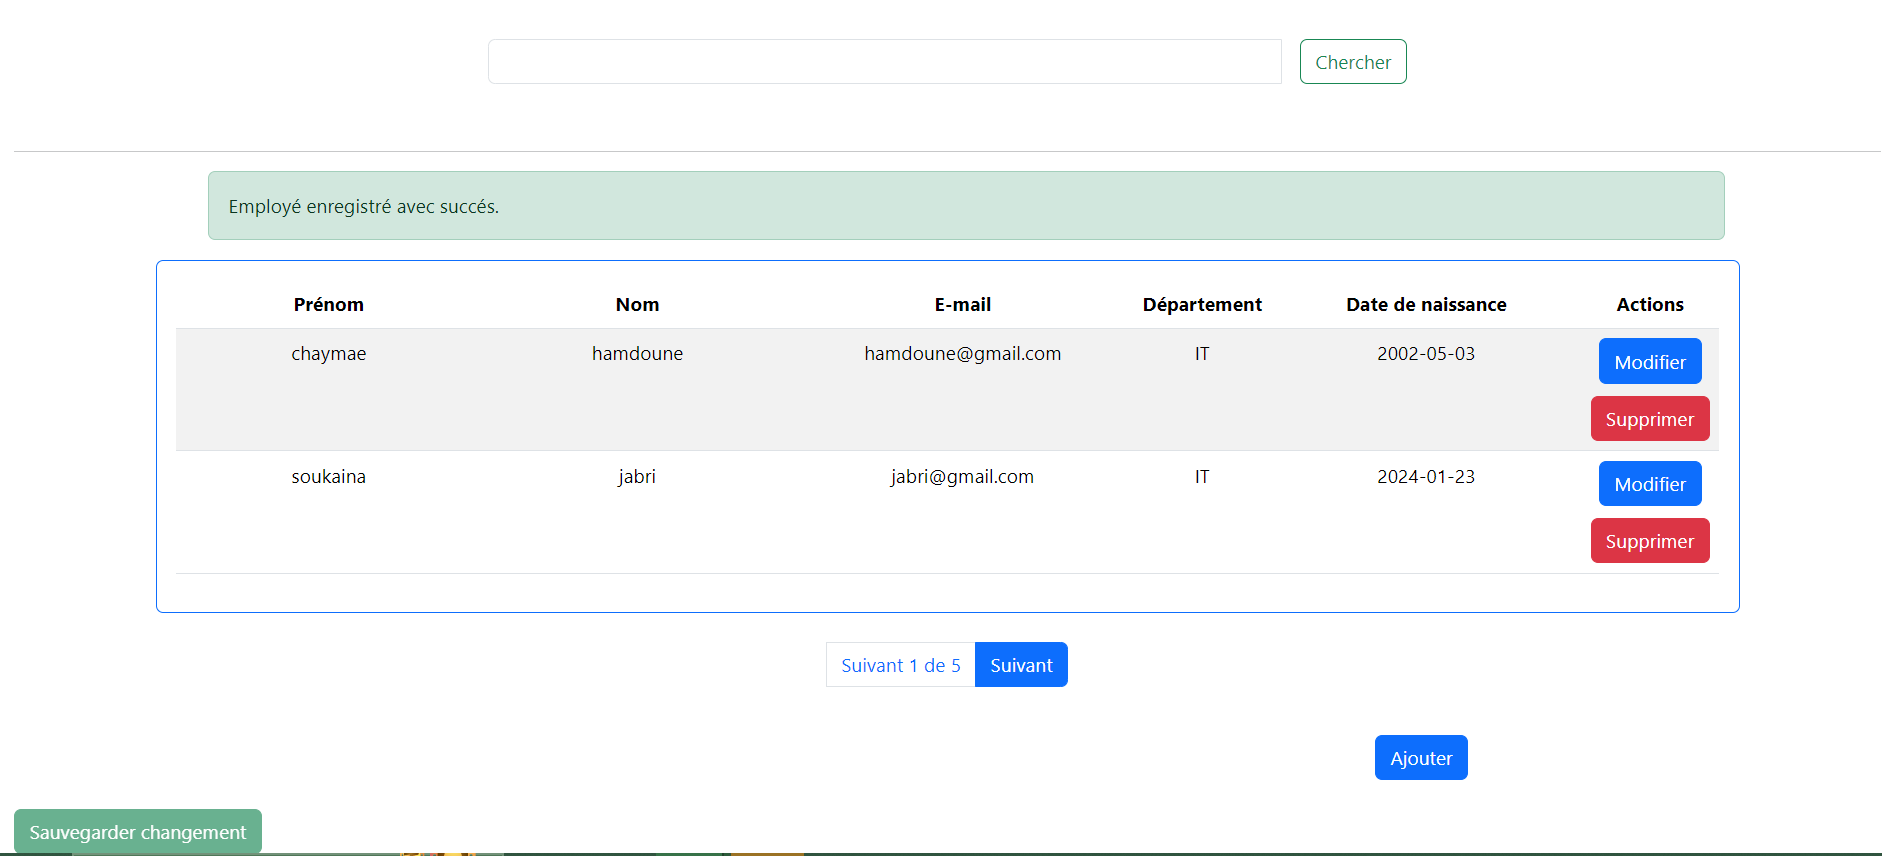 Chercher
Employé enregistré avec succés.
Prénom Nom E-mail Département Date de naissance Actions
chaymae hamdoune hamdoune@gmail.com IT 2002-05-03 Modifier
Supprimer
soukaina jabri jabri@gmail.com IT 2024-01-23 Modifier
Supprimer
Suivant 1 de 5 Suivant
Ajouter
Sauvegarder changement